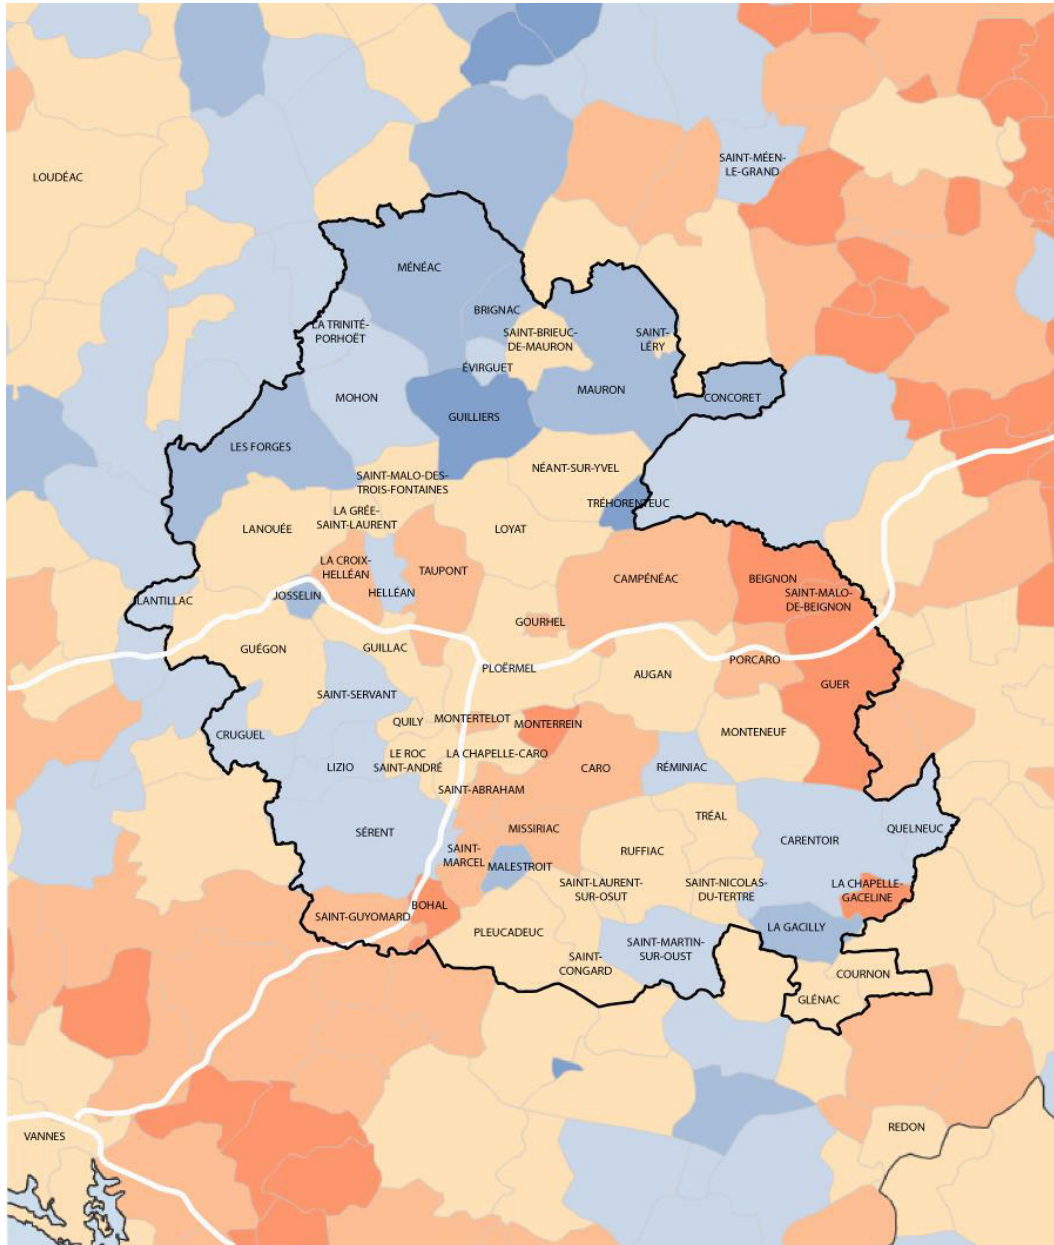 SAINT-MÉEN-
LE-GRAND
LOUDÉAC
MÉNÉAC
BRIGNAC
LA TRINITÉ-
PORHOËT
SAINT-BRIEUC-
DE-MAURON
SAINT-
LÉRY
ÉVIRGUET
MOHON
MAURON
CONCORET
GUILLIERS
LES FORGES
NÉANT-SUR-YVEL
SAINT-MALO-DES-
TROIS-FONTAINES
TRÉHORENTEUC
LA GRÉE-
SAINT-LAURENT
LANOUÉE
LOYAT
LA CROIX-
HELLÉAN
TAUPONT
CAMPÉNÉAC
BEIGNON
HELLÉAN
SAINT-MALO-
DE-BEIGNON
JOSSELIN
LANTILLAC
GOURHEL
GUÉGON
GUILLAC
PORCARO
PLOËRMEL
AUGAN
GUER
SAINT-SERVANT
QUILY
MONTERTELOT
MONTERREIN
MONTENEUF
CRUGUEL
LE ROC
SAINT-ANDRÉ
LA CHAPELLE-CARO
LIZIO
CARO
RÉMINIAC
SAINT-ABRAHAM
TRÉAL
SÉRENT
MISSIRIAC
QUELNEUC
CARENTOIR
SAINT-
MARCEL
RUFFIAC
MALESTROIT
SAINT-LAURENT-
SUR-OSUT
SAINT-NICOLAS-
DU-TERTRE
LA CHAPELLE-
GACELINE
BOHAL
SAINT-GUYOMARD
LA GACILLY
PLEUCADEUC
SAINT-MARTIN-
SUR-OUST
SAINT-
CONGARD
COURNON
GLÉNAC
REDON
VANNES